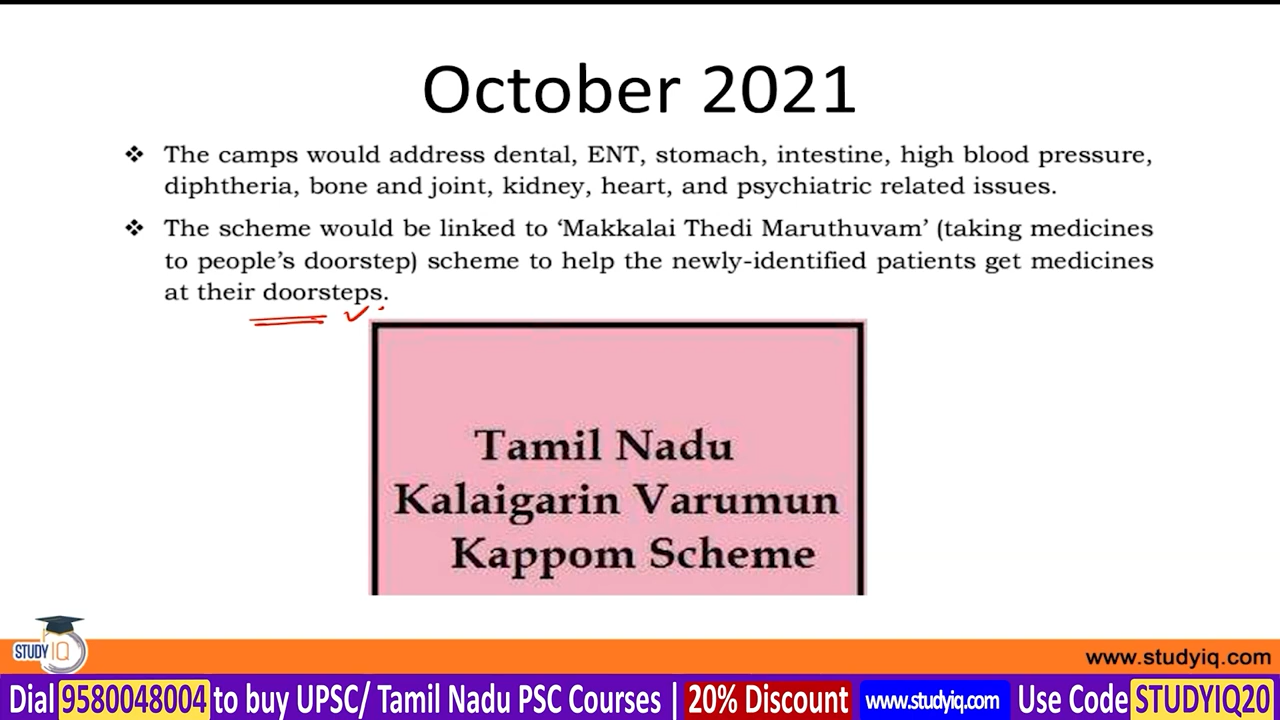 October 2021
❖ The camps would address dental, ENT, stomach, intestine, high blood pressure,
diphtheria, bone and joint, kidney, heart, and psychiatric related issues.
❖ The scheme would be linked to ‘Makkalai Thedi Maruthuvam’ (taking medicines
to people’s doorstep) scheme to help the newly-identified patients get medicines
at their doorsteps.
Tamil Nadu
Kalaigarin Varumun
Kappom Scheme
STUDY IQ
www.studyiq.com
Dial 9580048004 to buy UPSC/ Tamil Nadu PSC Courses | 20% Discount www.studyiq.com Use Code STUDYIQ20